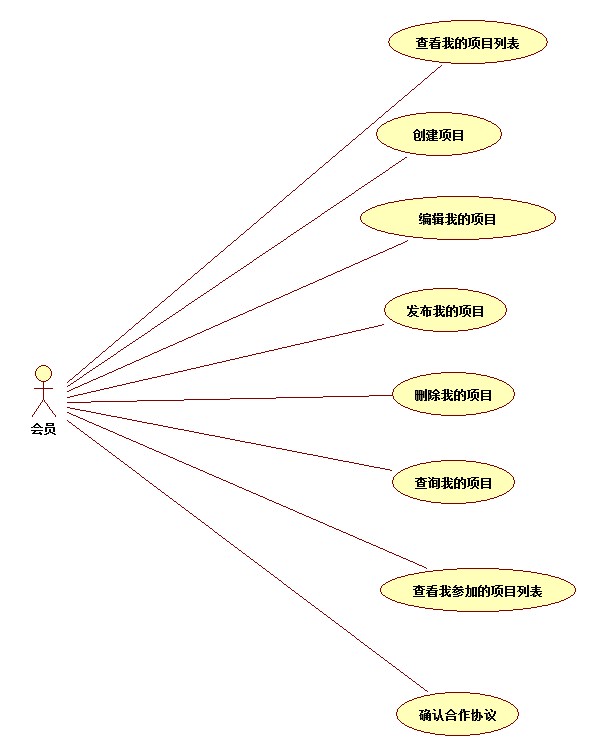 查看我的项目列表
创建项目
编辑我的项目
发布我的项目
删除我的项目
会员
查询我的项目
查看我参加的项目列表
确认合作协议